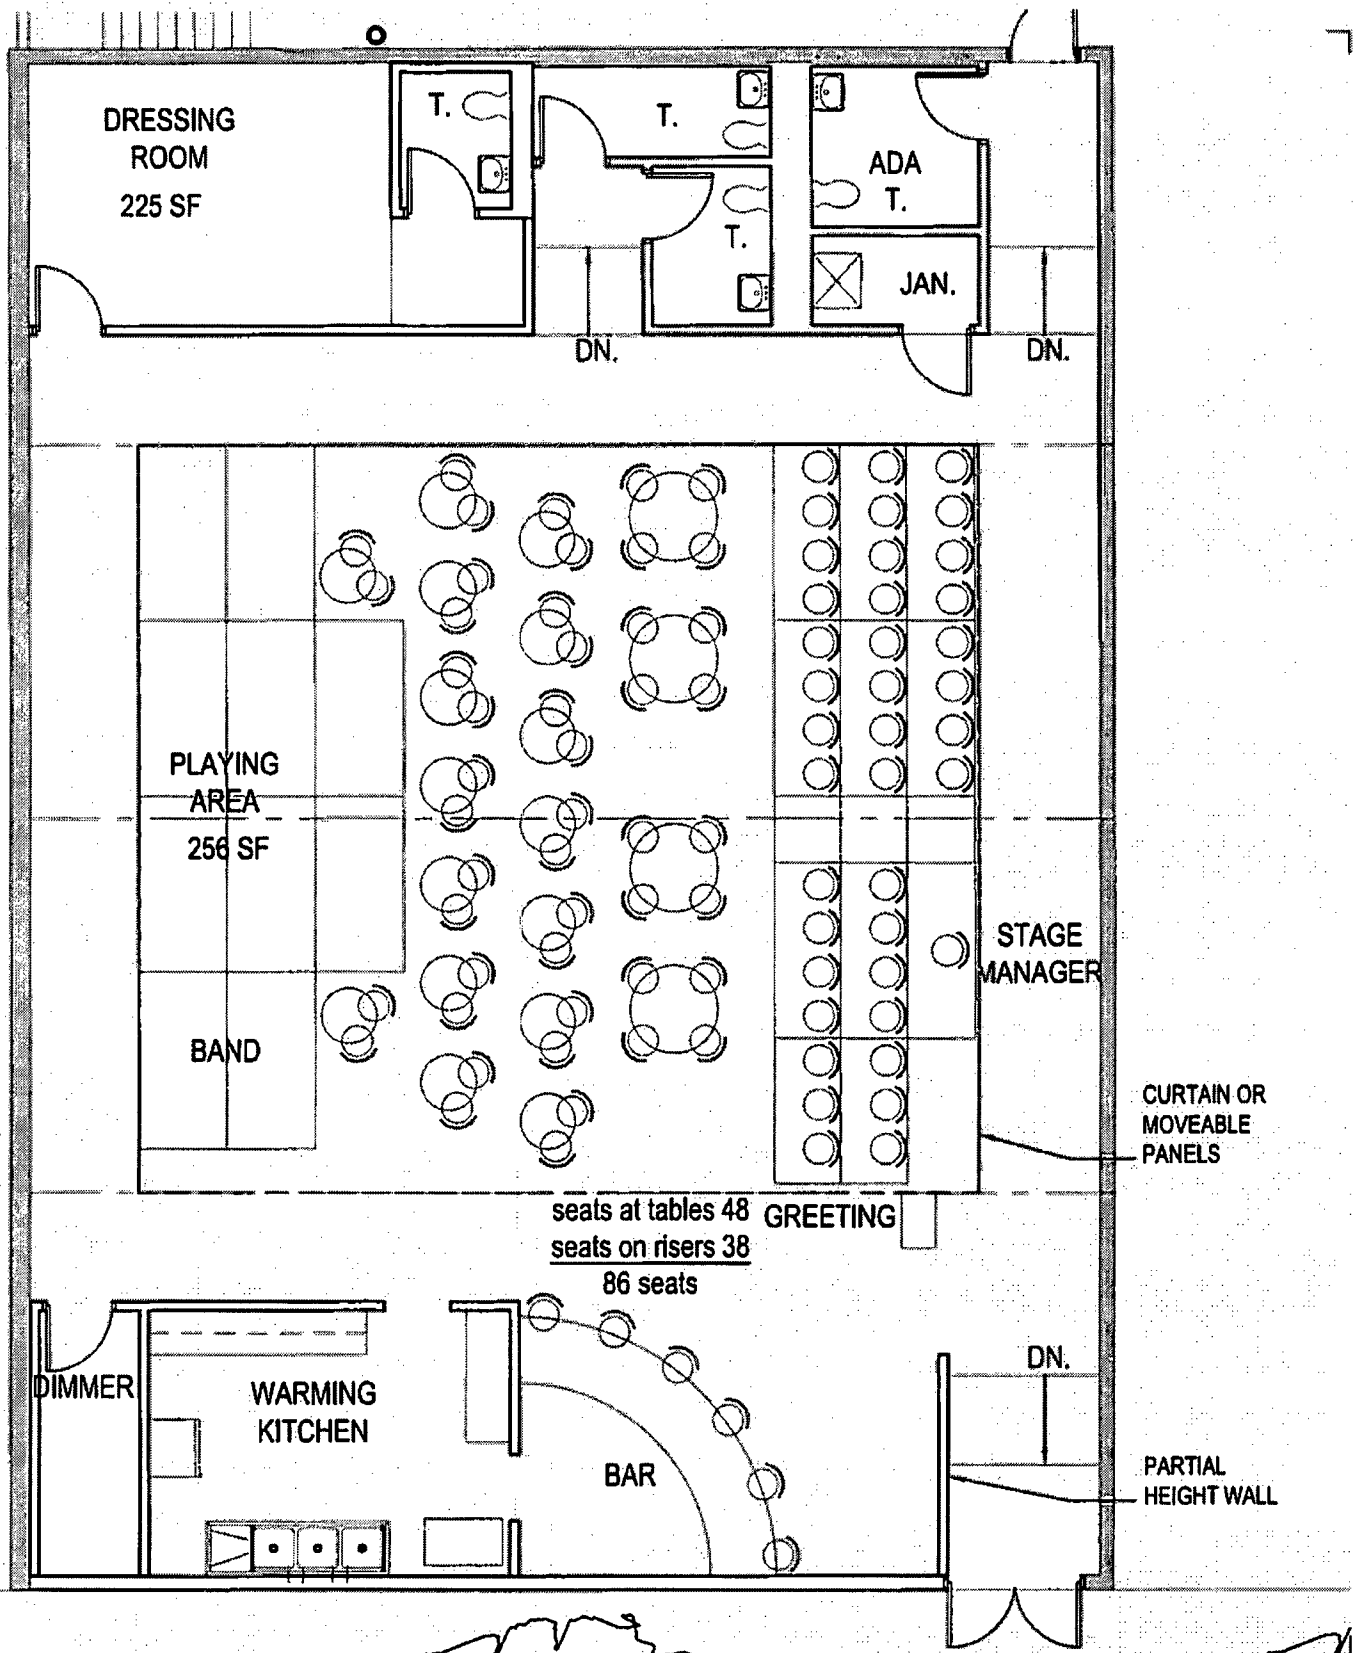 T.
T.
DRESSING
ROOM
225 SF
ADA
T.
T.
JAN.
DN.
DN.
PLAYING
AREA
256 SF
STAGE
MANAGER
BAND
CURTAIN OR
MOVEABLE
PANELS
seats at tables 48
GREETING
seats on risers 38
86 seats
DN.
DIMMER
WARMING
KITCHEN
BAR
PARTIAL
HEIGHT WALL